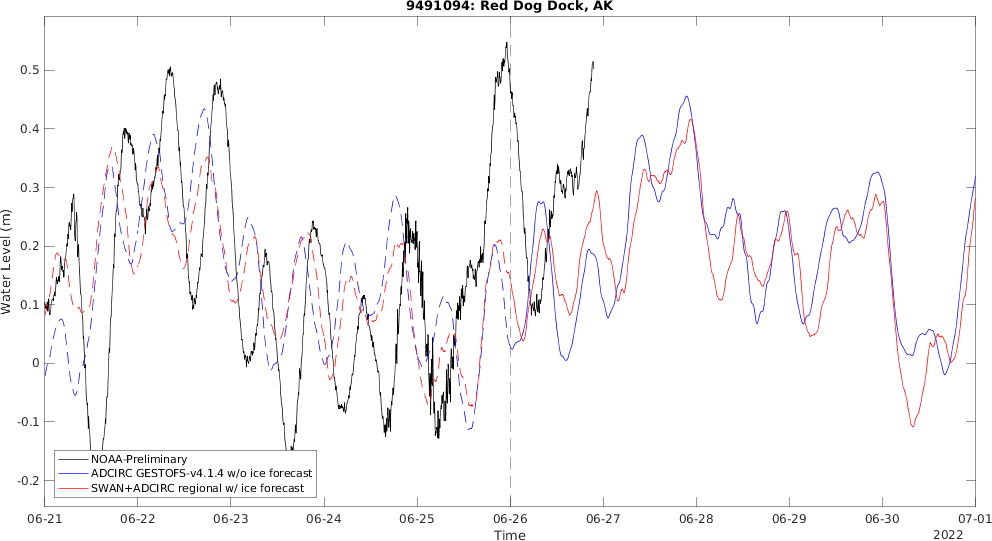 9491094: Red Dog Dock, AK
Water Level (m)
0.5
0.4
0.3
0.2
0.1
0
-0.1
-0.2
NOAA-Preliminary
ADCIRC GESTOFS-v4.1.4 w/o ice forecast
SWAN+ADCIRC regional w/ ice forecast
06-21 06-22 06-23 06-24 06-25 06-26 06-27 06-28 06-29 06-30 07-01
Time
2022